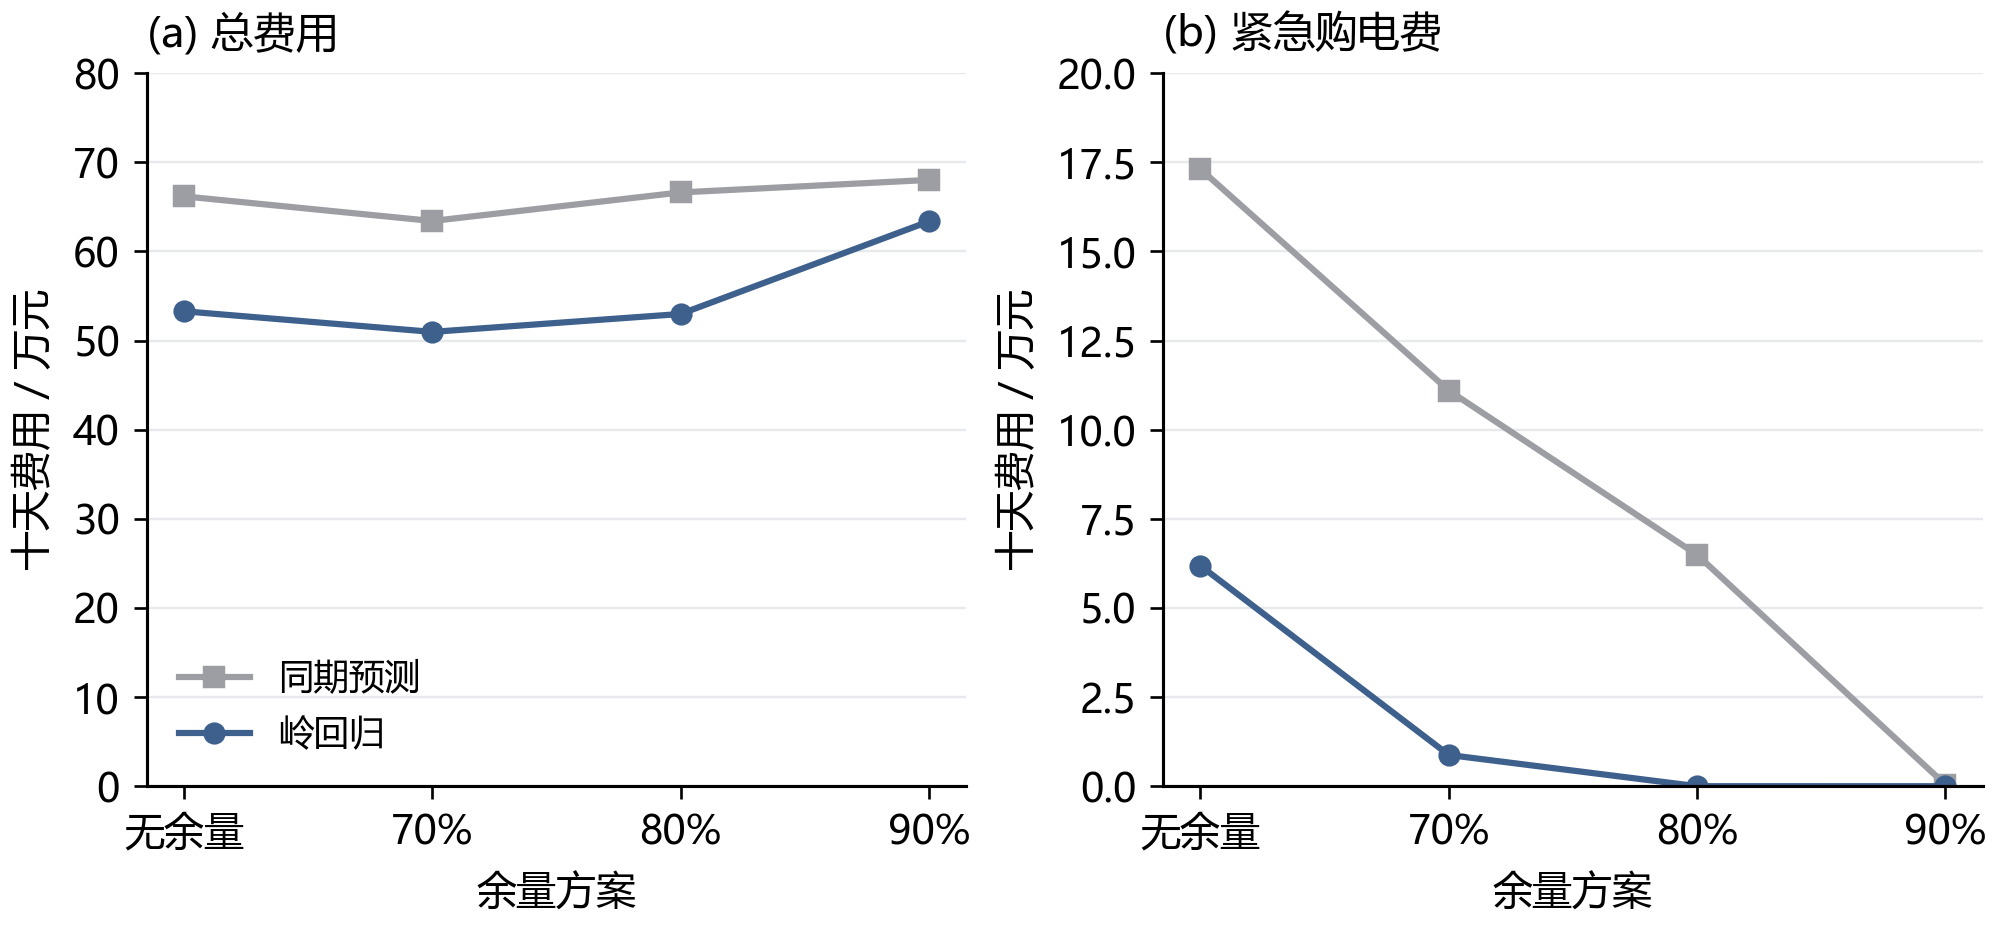 (a) 总费用
80
70
60
50
40
30
20
10
0
十天费用 / 万元
同期预测
岭回归
无余量 70% 80% 90%
余量方案
(b) 紧急购电费
20.0
17.5
15.0
12.5
10.0
7.5
5.0
2.5
0.0
十天费用 / 万元
无余量 70% 80% 90%
余量方案